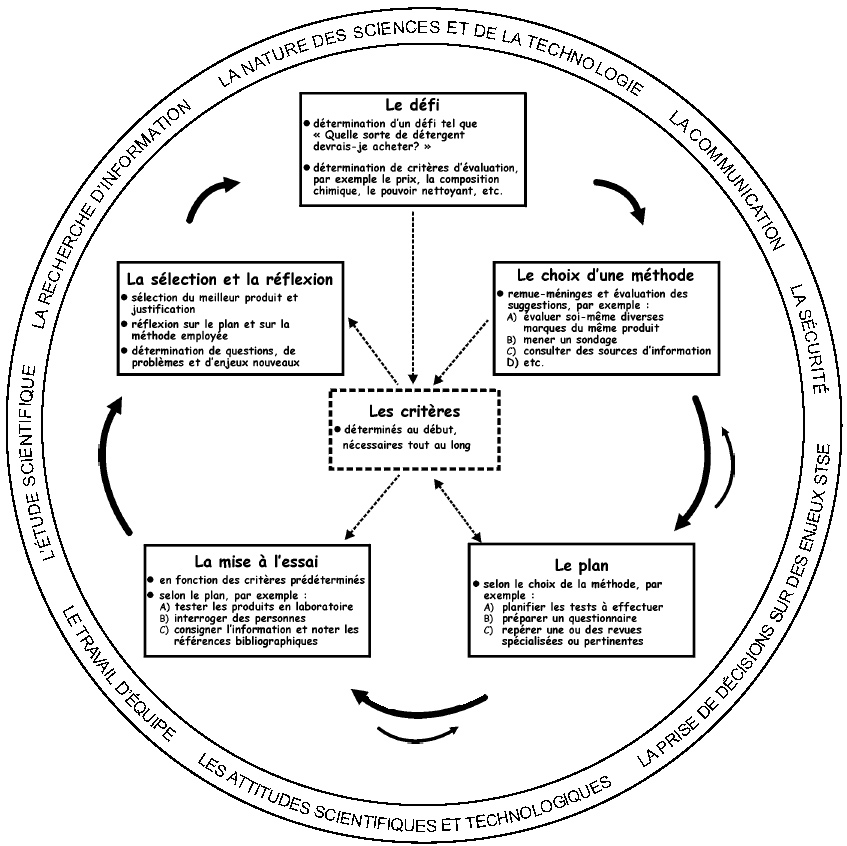 LA NATURE DES SCIENCES ET DE LA TECHNOLOGIE
LA COMMUNICATION
LA SÉCURITÉ
LA PRISE DE DÉCISIONS SUR DES ENJEUX STSE
LES ATTITUDES SCIENTIFIQUES ET TECHNOLOGIQUES
LE TRAVAIL D'ÉQUIPE
L'ÉTUDE SCIENTIFIQUE
LA RECHERCHE D'INFORMATION
Le défi
● détermination d'un défi tel que
« Quelle sorte de détergent
devrais-je acheter? »
● détermination de critères d'évaluation,
par exemple le prix, la composition
chimique, le pouvoir nettoyant, etc.
Le choix d'une méthode
● remue-méninges et évaluation des
suggestions, par exemple :
A) évaluer soi-même diverses
marques du même produit
B) mener un sondage
C) consulter des sources d'information
D) etc.
La sélection et la réflexion
● sélection du meilleur produit et
justification
● réflexion sur le plan et sur la
méthode employée
● détermination de questions, de
problèmes et d'enjeux nouveaux
Les critères
● déterminés au début,
nécessaires tout au long
Le plan
● selon le choix de la méthode, par
exemple :
A) planifier les tests à effectuer
B) préparer un questionnaire
C) repérer une ou des revues
spécialisées ou pertinentes
La mise à l'essai
● en fonction des critères prédéterminés
● selon le plan, par exemple :
A) tester les produits en laboratoire
B) interroger des personnes
C) consigner l'information et noter les
références bibliographiques